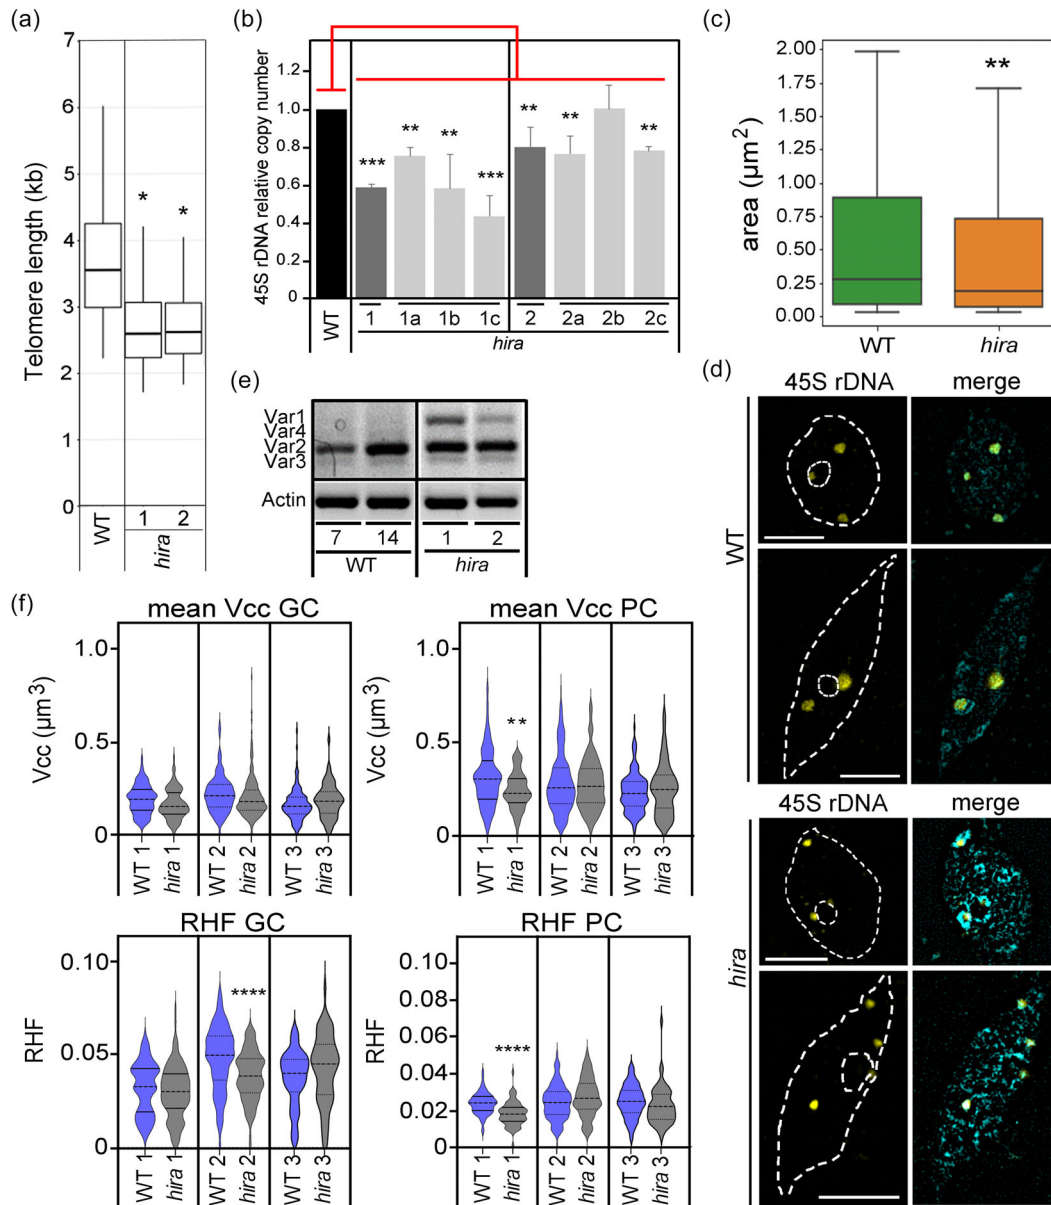 (a)
7
6
5
4
3
2
1
0
Telomere length (kb)
*
*
WT
1
2
hira
(b)
1.2
1.0
0.8
0.6
0.4
0.2
0
45S rDNA relative copy number
***
**
**
***
**
**
**
WT
1
1a
1b
1c
2
2a
2b
2c
hira
(c)
2.00
1.75
1.50
1.25
1.00
0.75
0.50
0.25
0.00
area (µm²)
**
WT
hira
(d)
45S rDNA
merge
WT
45S rDNA
merge
hira
(e)
Var1
Var4
Var2
Var3
Actin
7
14
1
2
WT
hira
(f)
mean Vcc GC
1.0
0.5
0
Vcc (µm³)
WT 1
hira 1
WT 2
hira 2
WT 3
hira 3
mean Vcc PC
1.0
0.5
0
Vcc (µm³)
**
WT 1
hira 1
WT 2
hira 2
WT 3
hira 3
RHF GC
0.10
0.05
0
RHF
****
WT 1
hira 1
WT 2
hira 2
WT 3
hira 3
RHF PC
0.10
0.08
0.06
0.04
0.02
0
RHF
****
WT 1
hira 1
WT 2
hira 2
WT 3
hira 3